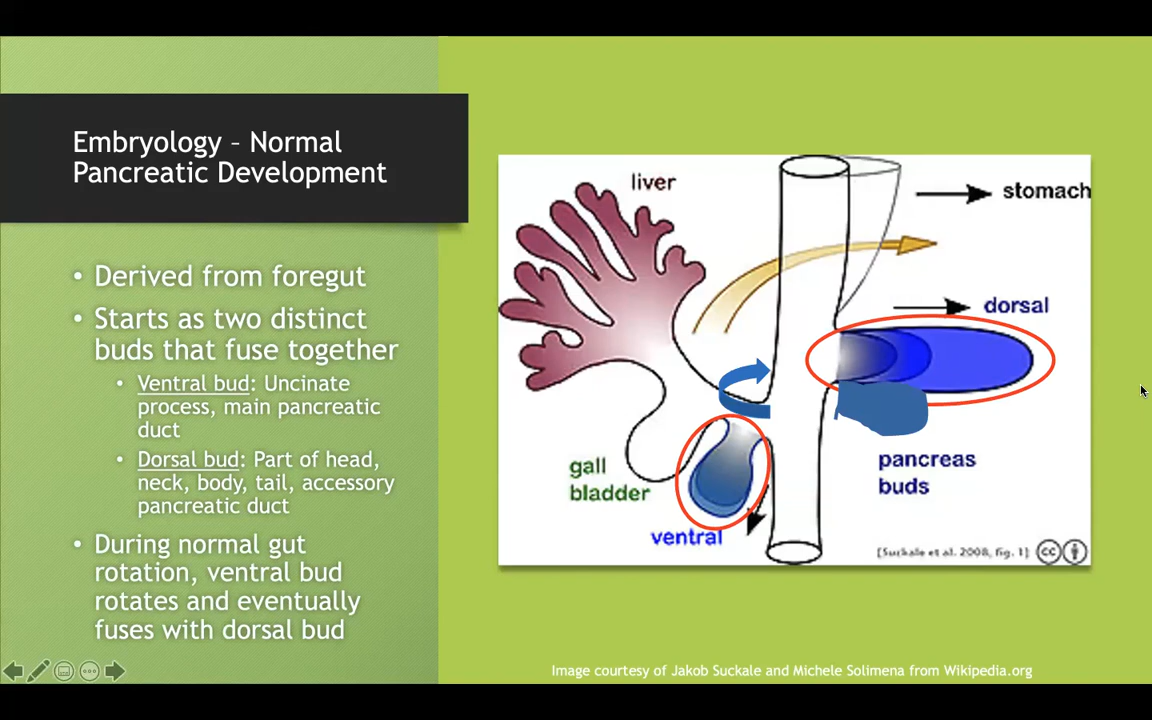 Embryology – Normal
Pancreatic Development
• Derived from foregut
• Starts as two distinct
buds that fuse together
• Ventral bud: Uncinate
process, main pancreatic
duct
• Dorsal bud: Part of head,
neck, body, tail, accessory
pancreatic duct
• During normal gut
rotation, ventral bud
rotates and eventually
fuses with dorsal bud
liver
stomach
dorsal
gall
bladder
pancreas
buds
ventral
[Suckale et al. 2008, fig. 1]
cc
Image courtesy of Jakob Suckale and Michele Solimena from Wikipedia.org